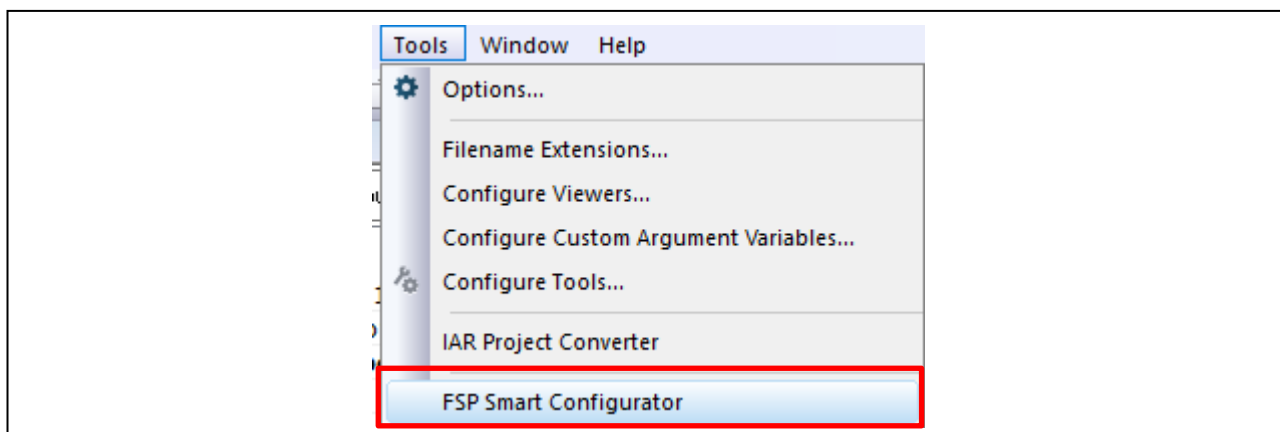 Tools Window Help
Options...
Filename Extensions...
Configure Viewers...
Configure Custom Argument Variables...
Configure Tools...
IAR Project Converter
FSP Smart Configurator